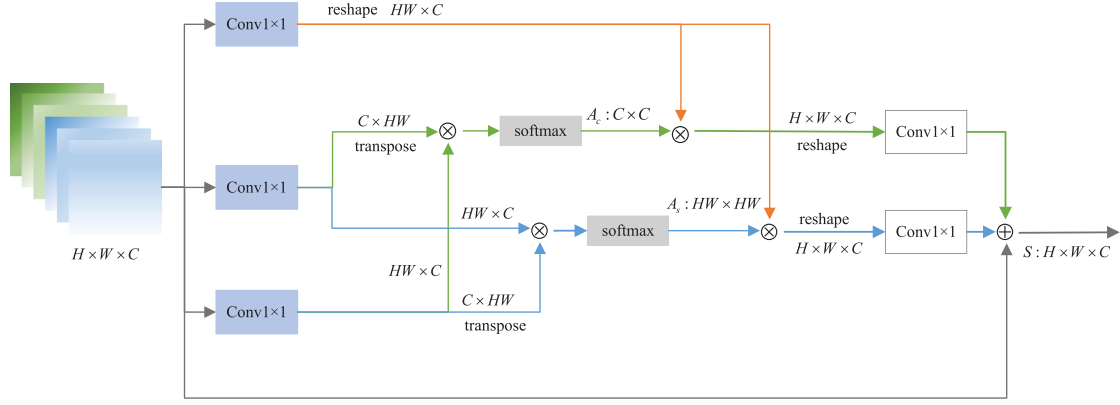 reshape HW × C
Conv1×1
C × HW
transpose
softmax
A_c : C × C
H × W × C
reshape
Conv1×1
Conv1×1
HW × C
softmax
A_s : HW × HW
reshape
H × W × C
Conv1×1
H × W × C
S : H × W × C
HW × C
Conv1×1
C × HW
transpose